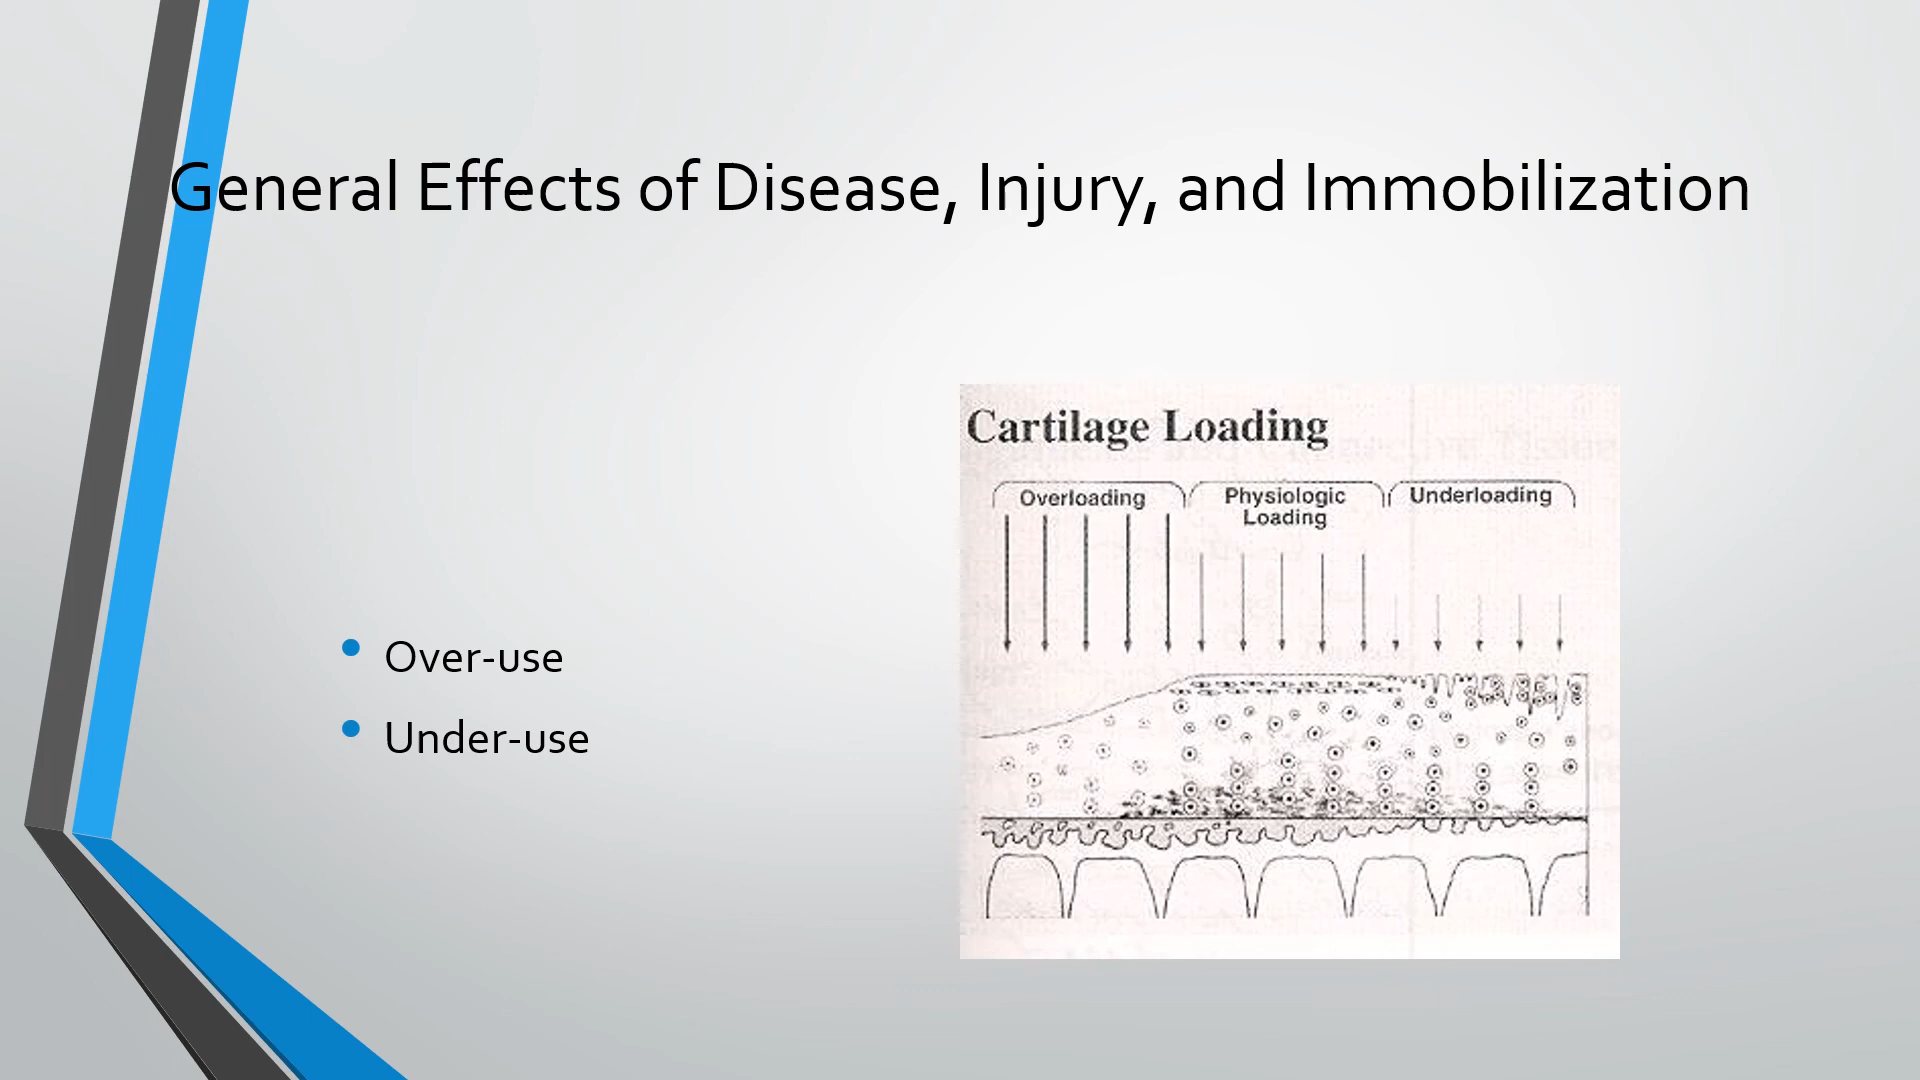 General Effects of Disease, Injury, and Immobilization
• Over-use
• Under-use
Cartilage Loading
Overloading
Physiologic
Loading
Underloading